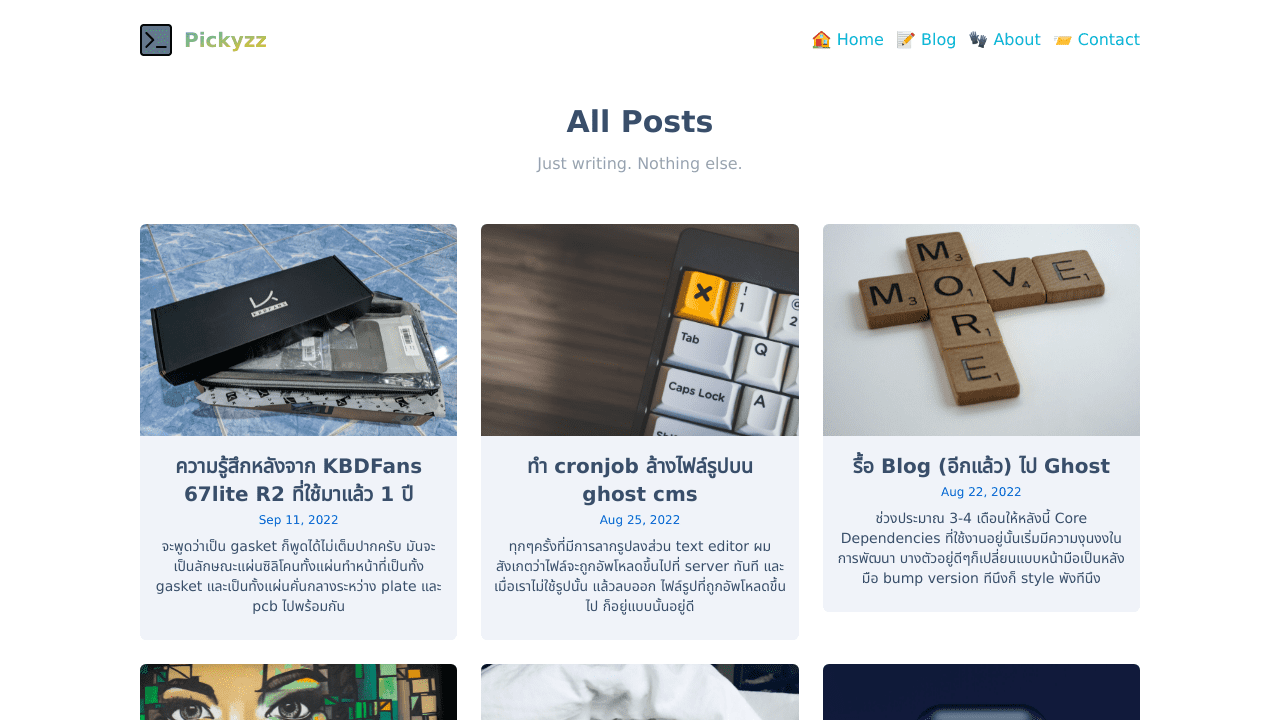 Pickyzz
🏠 Home 📝 Blog 🧤 About 📨 Contact
All Posts
Just writing. Nothing else.
KBDFANS
! 1
@ 2
Tab
Q
Caps Lock
A
Shift
M3 O1 V4 E1
M3
R1
E1
ความรู้สึกหลังจาก KBDFans
67lite R2 ที่ใช้มาแล้ว 1 ปี
Sep 11, 2022
จะพูดว่าเป็น gasket ก็พูดได้ไม่เต็มปากครับ มันจะ
เป็นลักษณะแผ่นซิลิโคนทั้งแผ่นทำหน้าที่เป็นทั้ง
gasket และเป็นทั้งแผ่นคั่นกลางระหว่าง plate และ
pcb ไปพร้อมกัน
ทำ cronjob ล้างไฟล์รูปบน
ghost cms
Aug 25, 2022
ทุกๆครั้งที่มีการลากรูปลงส่วน text editor ผม
สังเกตว่าไฟล์จะถูกอัพโหลดขึ้นไปที่ server ทันที และ
เมื่อเราไม่ใช้รูปนั้น แล้วลบออก ไฟล์รูปที่ถูกอัพโหลดขึ้น
ไป ก็อยู่แบบนั้นอยู่ดี
รื้อ Blog (อีกแล้ว) ไป Ghost
Aug 22, 2022
ช่วงประมาณ 3-4 เดือนให้หลังนี้ Core
Dependencies ที่ใช้งานอยู่นั้นเริ่มมีความงุนงงใน
การพัฒนา บางตัวอยู่ดีๆก็เปลี่ยนแบบหน้ามือเป็นหลัง
มือ bump version ทีนึงก็ style พังทีนึง